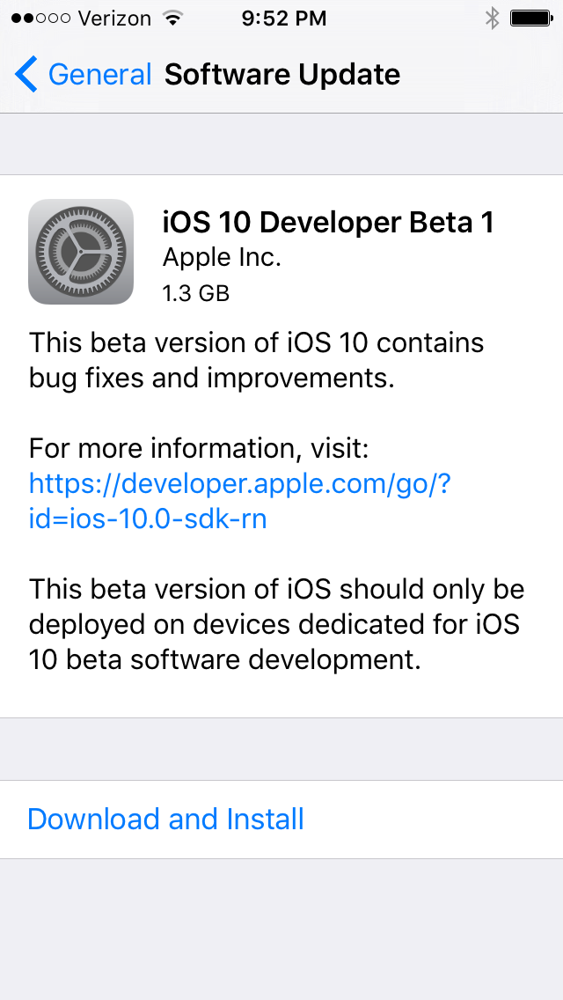 Verizon 9:52 PM
General Software Update
iOS 10 Developer Beta 1
Apple Inc.
1.3 GB
This beta version of iOS 10 contains
bug fixes and improvements.
For more information, visit:
https://developer.apple.com/go/?
id=ios-10.0-sdk-rn
This beta version of iOS should only be
deployed on devices dedicated for iOS
10 beta software development.
Download and Install